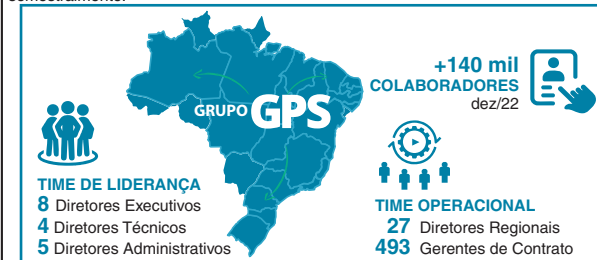 semestralmente.
+140 mil
COLABORADORES
dez/22
GRUPO GPS
TIME DE LIDERANÇA
8 Diretores Executivos
4 Diretores Técnicos
5 Diretores Administrativos
TIME OPERACIONAL
27 Diretores Regionais
493 Gerentes de Contrato